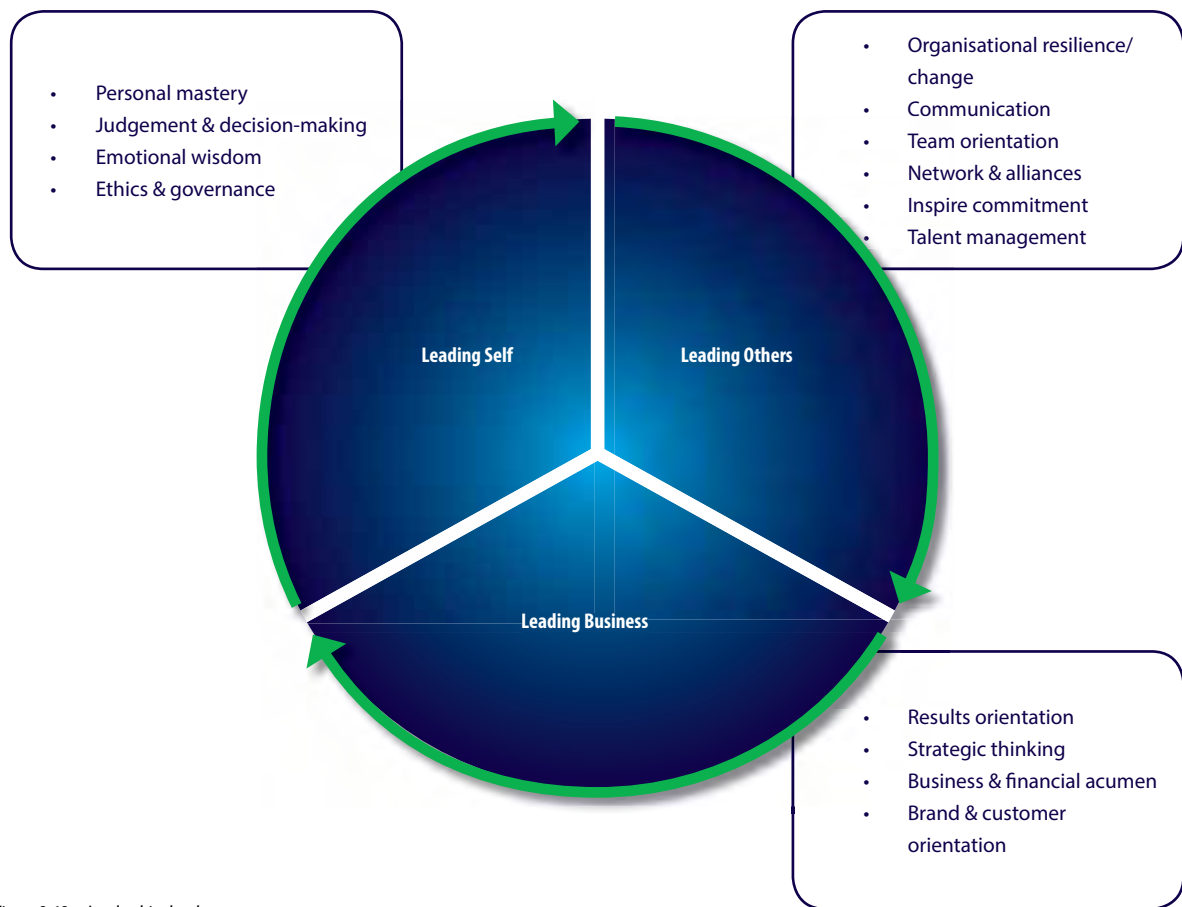 • Personal mastery
• Judgement & decision-making
• Emotional wisdom
• Ethics & governance
• Organisational resilience/
change
• Communication
• Team orientation
• Network & alliances
• Inspire commitment
• Talent management
Leading Self
Leading Others
Leading Business
• Results orientation
• Strategic thinking
• Business & financial acumen
• Brand & customer
orientation